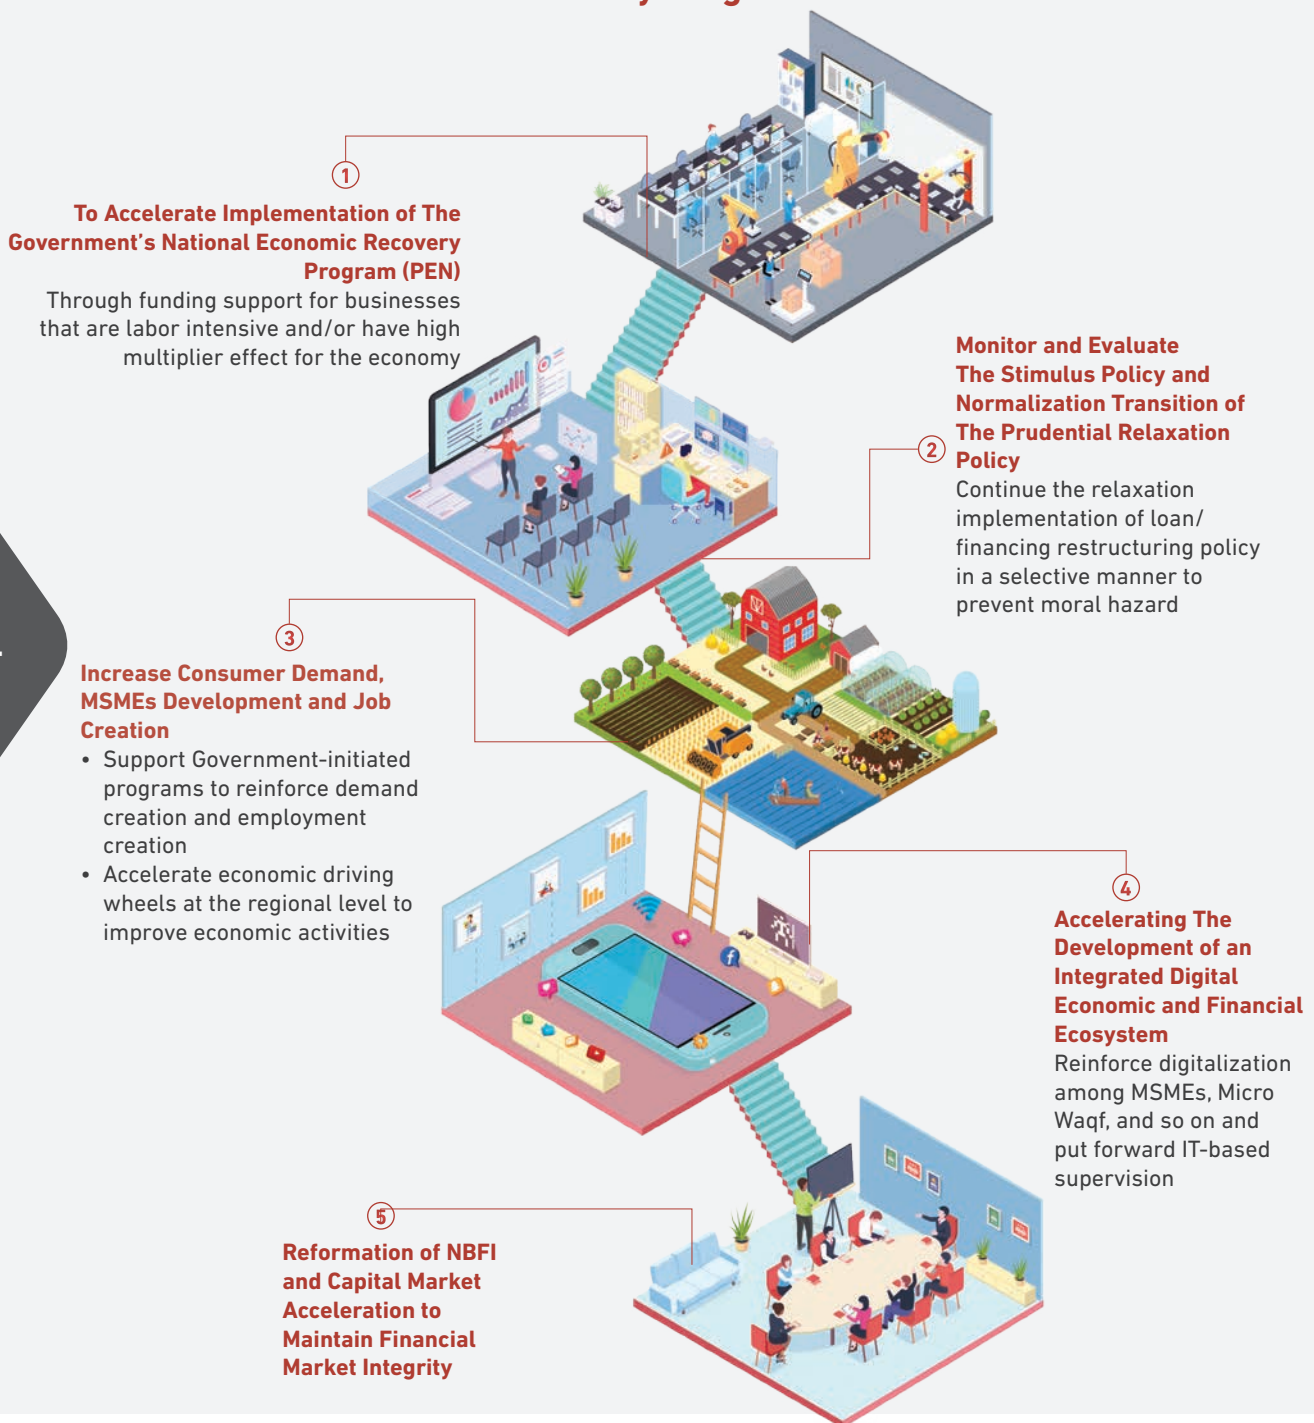 1
To Accelerate Implementation of The
Government's National Economic Recovery
Program (PEN)
Through funding support for businesses
that are labor intensive and/or have high
multiplier effect for the economy
2
Monitor and Evaluate
The Stimulus Policy and
Normalization Transition of
The Prudential Relaxation
Policy
Continue the relaxation
implementation of loan/
financing restructuring policy
in a selective manner to
prevent moral hazard
3
Increase Consumer Demand,
MSMEs Development and Job
Creation
• Support Government-initiated
programs to reinforce demand
creation and employment
creation
• Accelerate economic driving
wheels at the regional level to
improve economic activities
4
Accelerating The
Development of an
Integrated Digital
Economic and Financial
Ecosystem
Reinforce digitalization
among MSMEs, Micro
Waqf, and so on and
put forward IT-based
supervision
5
Reformation of NBFI
and Capital Market
Acceleration to
Maintain Financial
Market Integrity